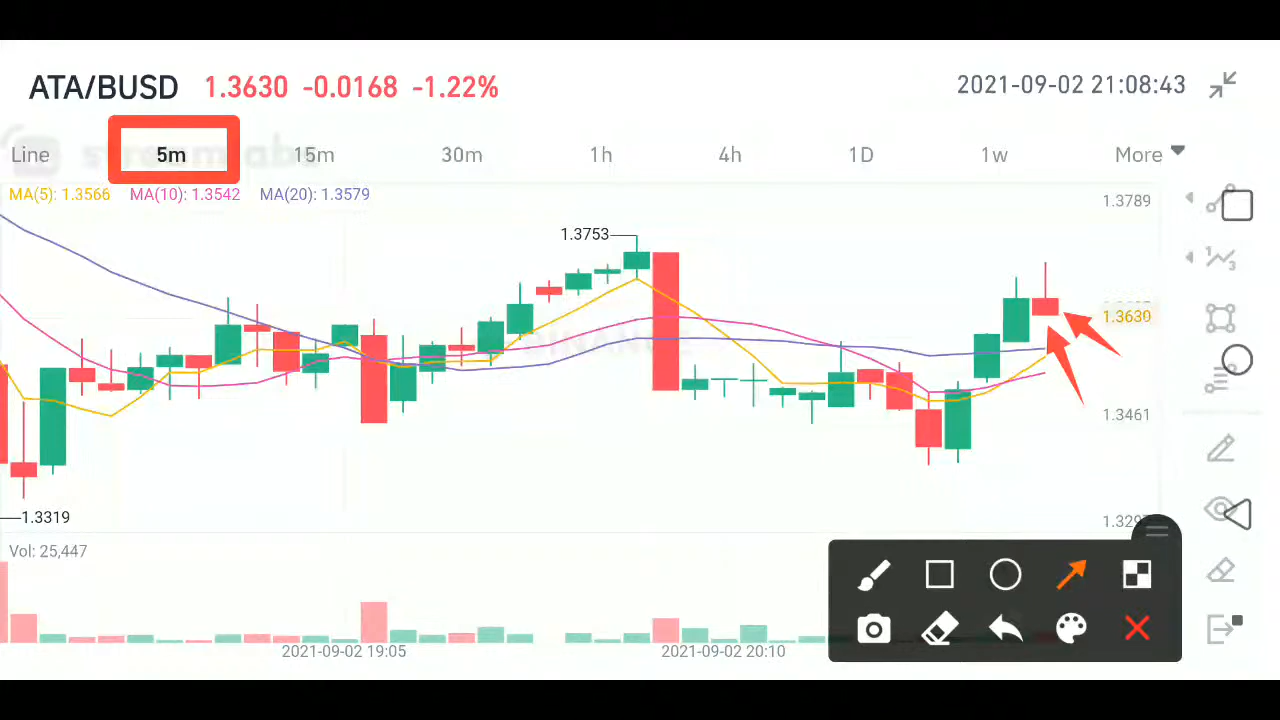 ATA/BUSD 1.3630 -0.0168 -1.22% 2021-09-02 21:08:43
Line 5m 15m 30m 1h 4h 1D 1w More
MA(5): 1.3566 MA(10): 1.3542 MA(20): 1.3579
1.3789
1.3753
1.3630
1.3461
1.3319
Vol: 25,447
2021-09-02 19:05 2021-09-02 20:10